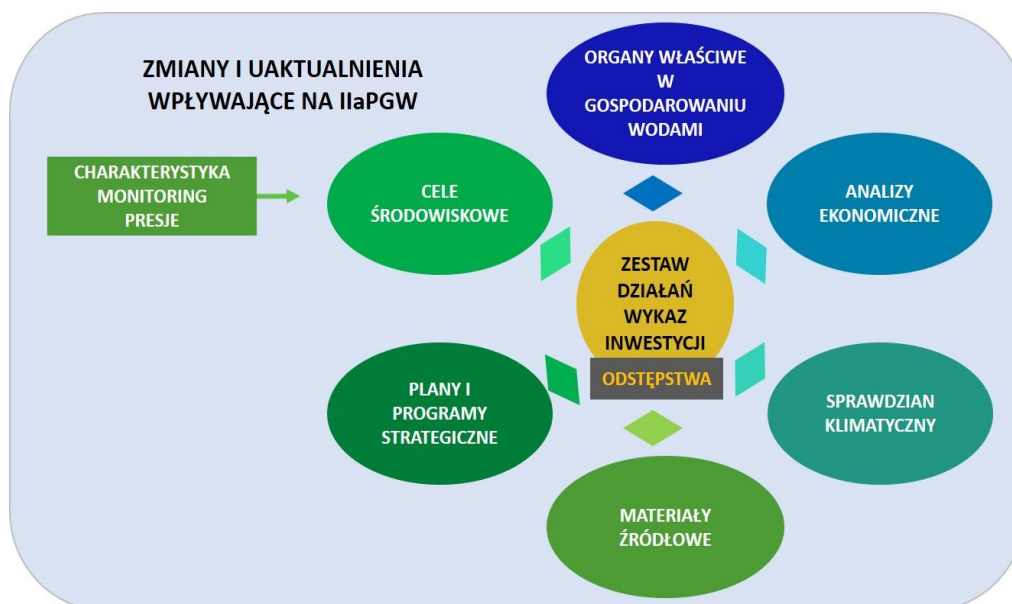 ZMIANY I UAKTUALNIENIA
WPŁYWAJĄCE NA IIaPGW
ORGANY WŁAŚCIWE
W
GOSPODAROWANIU
WODAMI
CHARAKTERYSTYKA
MONITORING
PRESJE
CELE
ŚRODOWISKOWE
ANALIZY
EKONOMICZNE
ZESTAW
DZIAŁAŃ
WYKAZ
INWESTYCJI
ODSTĘPSTWA
PLANY I
PROGRAMY
STRATEGICZNE
SPRAWDZIAN
KLIMATYCZNY
MATERIAŁY
ŹRÓDŁOWE